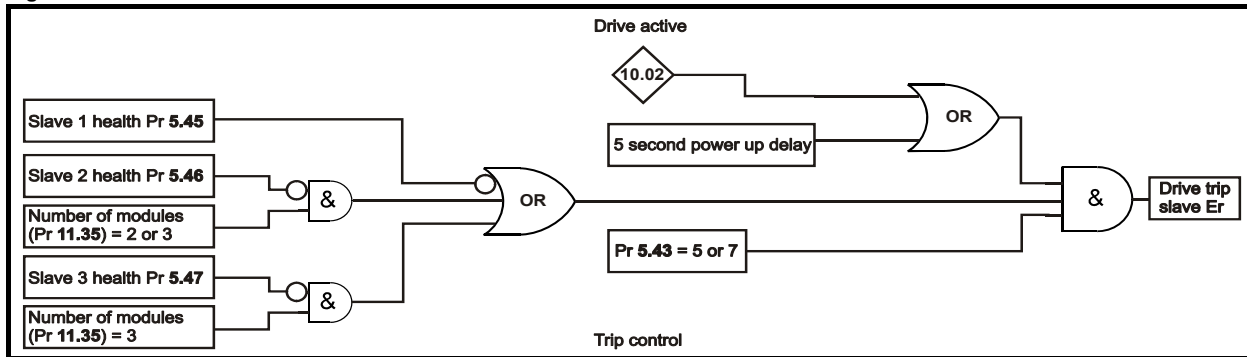 Drive active
10.02
Slave 1 health Pr 5.45
OR
5 second power up delay
Slave 2 health Pr 5.46
&
OR
&
Drive trip
slave Er
Number of modules
(Pr 11.35) = 2 or 3
Pr 5.43 = 5 or 7
Slave 3 health Pr 5.47
&
Number of modules
(Pr 11.35) = 3
Trip control